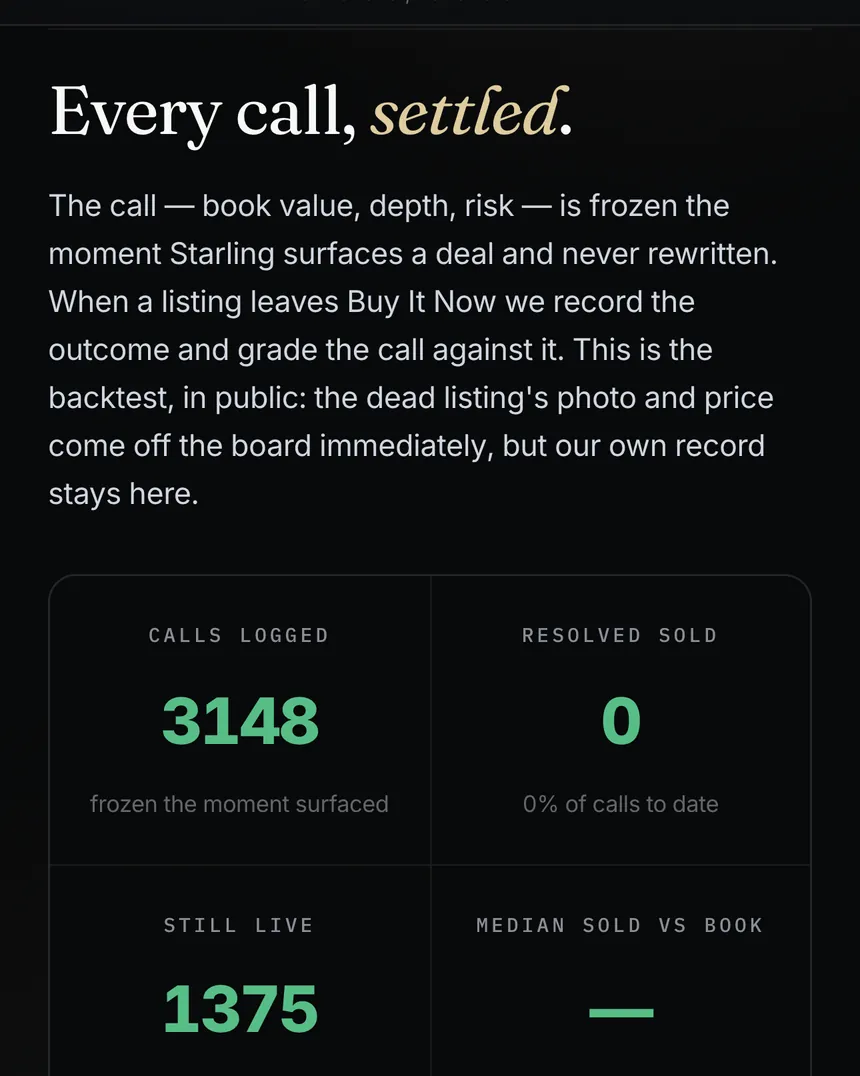 Every call, settled.
The call — book value, depth, risk — is frozen the
moment Starling surfaces a deal and never rewritten.
When a listing leaves Buy It Now we record the
outcome and grade the call against it. This is the
backtest, in public: the dead listing's photo and price
come off the board immediately, but our own record
stays here.
CALLS LOGGED
3148
frozen the moment surfaced
RESOLVED SOLD
0
0% of calls to date
STILL LIVE
1375
MEDIAN SOLD VS BOOK
—